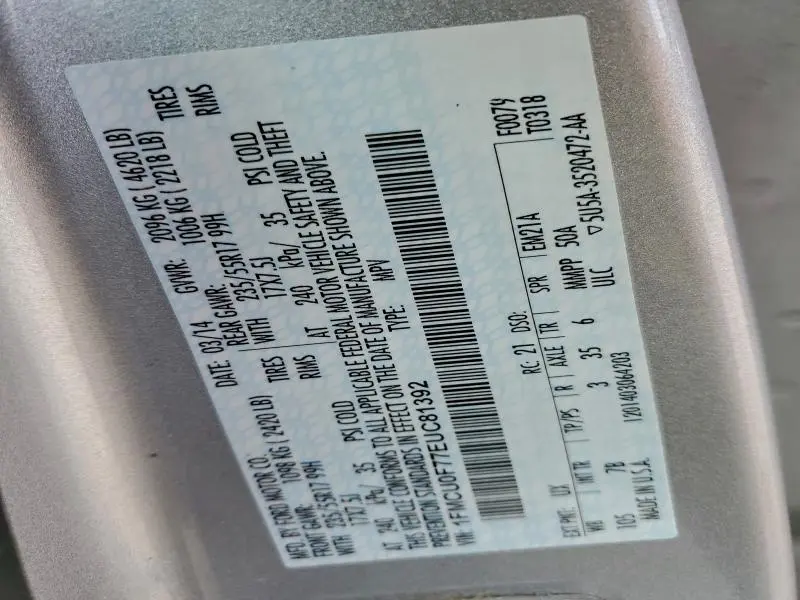 MFD. BY FORD MOTOR CO.
DATE: 03/14 GVWR: 2096 KG ( 4620 LB)
FRONT GAWR: 1098 KG ( 2420 LB) REAR GAWR: 1006 KG ( 2218 LB)
WITH 235/55R17 99H TIRES WITH 235/55R17 99H TIRES
17X7.5J RIMS 17X7.5J RIMS
AT 240 kPa/ 35 PSI COLD AT 240 kPa/ 35 PSI COLD
THIS VEHICLE CONFORMS TO ALL APPLICABLE FEDERAL MOTOR VEHICLE SAFETY AND THEFT
PREVENTION STANDARDS IN EFFECT ON THE DATE OF MANUFACTURE SHOWN ABOVE.
VIN: 1FMCU0F77EUC81392 TYPE: MPV
F0079
T0318
EXT PNT: UX RC: 21 DSO:
WB INT TR TP/PS R AXLE TR SPR EM21A
7B 3 35 6 MMPP 50A
T05 ULC
MADE IN U.S.A. 1201403064203 ▽5U5A-3520472-AA